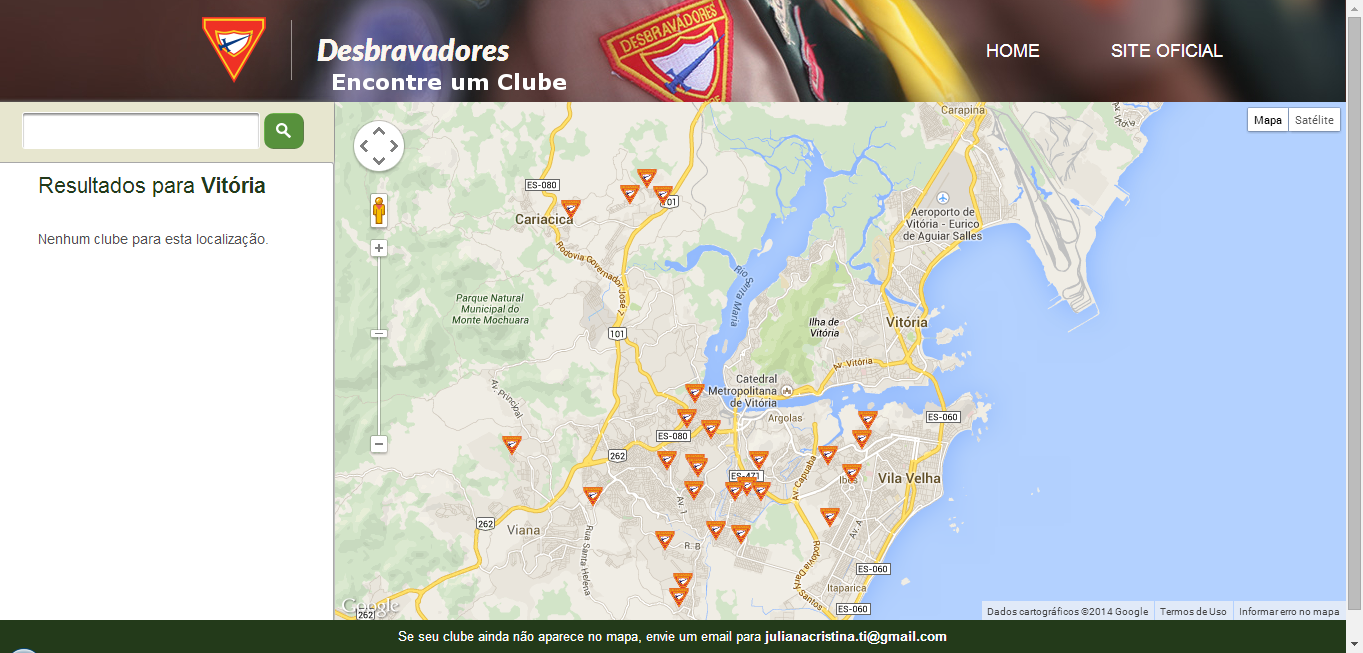 Desbravadores
Encontre um Clube
DESBRAVADORES
HOME
SITE OFICIAL
Resultados para Vitória
Nenhum clube para esta localização.
Mapa
Satélite
Carapina
Vitória
ES-080
101
Cariacica
Aeroporto de
Vitória - Eurico
de Aguiar Salles
Rodovia Governador José
Rio Santa Maria
Parque Natural
Municipal do
Monte Mochuara
Ilha de
Vitória
Vitória
101
Av. Vitória
Av. Principal
Catedral
Metropolitana
de Vitória
Argolas
ES-060
ES-080
262
ES-471
Av. Capuaba
Ibes
Vila Velha
Av. 1
262
Viana
Rua Santa Helena
R. B
Av. A
Rodovia Darly Santos
ES-060
Itaparica
ES-060
Google
262
Dados cartográficos ©2014 Google
Termos de Uso
Informar erro no mapa
Se seu clube ainda não aparece no mapa, envie um email para julianacristina.ti@gmail.com